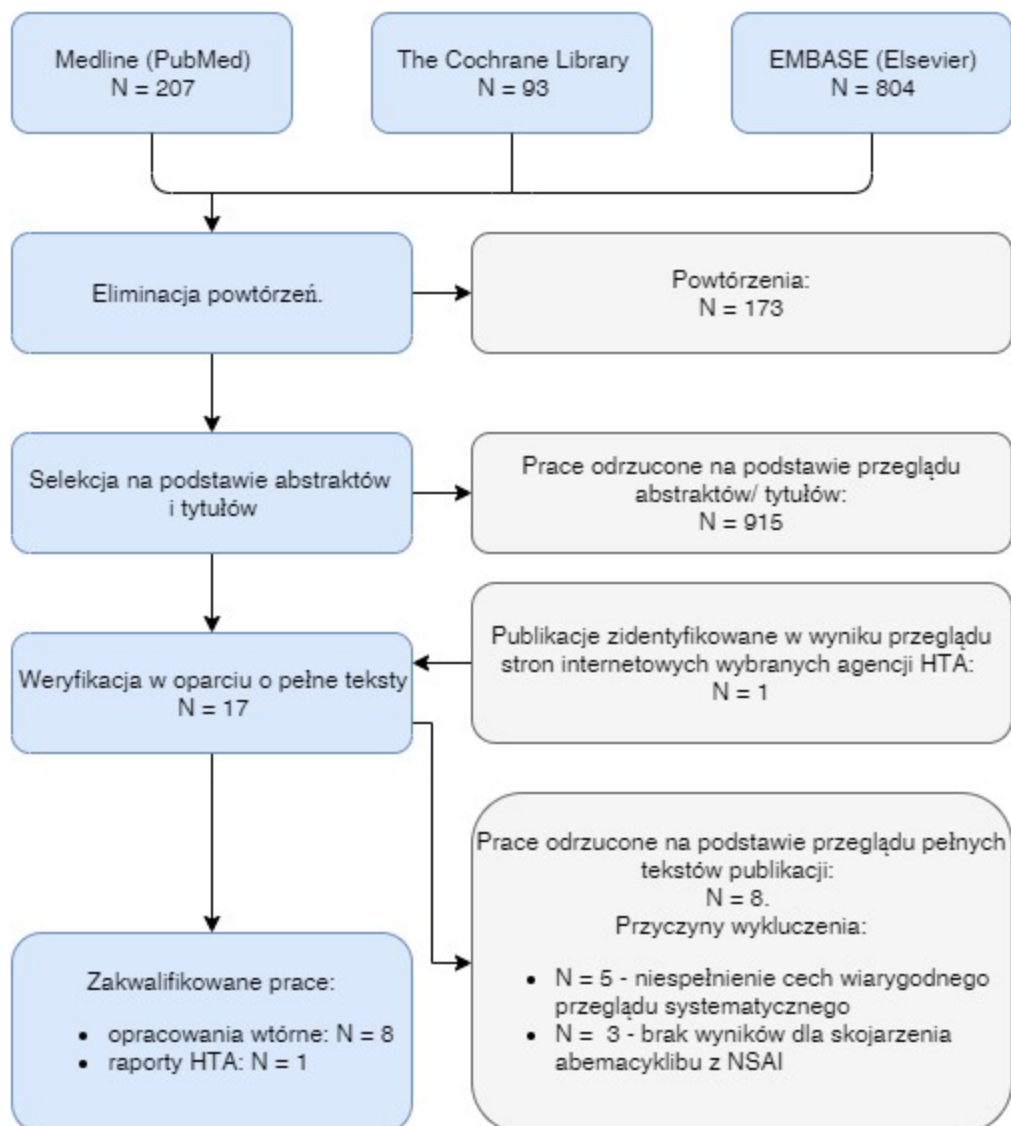 Medline (PubMed)
N = 207
The Cochrane Library
N = 93
EMBASE (Elsevier)
N = 804
Eliminacja powtórzeń.
Powtórzenia:
N = 173
Selekcja na podstawie abstraktów
i tytułów
Prace odrzucone na podstawie przeglądu
abstraktów/ tytułów:
N = 915
Publikacje zidentyfikowane w wyniku przeglądu
stron internetowych wybranych agencji HTA:
N = 1
Weryfikacja w oparciu o pełne teksty
N = 17
Prace odrzucone na podstawie przeglądu pełnych
tekstów publikacji:
N = 8.
Przyczyny wykluczenia:
• N = 5 - niespełnienie cech wiarygodnego
przeglądu systematycznego
• N = 3 - brak wyników dla skojarzenia
abemacyklibu z NSAI
Zakwalifikowane prace:
• opracowania wtórne: N = 8
• raporty HTA: N = 1